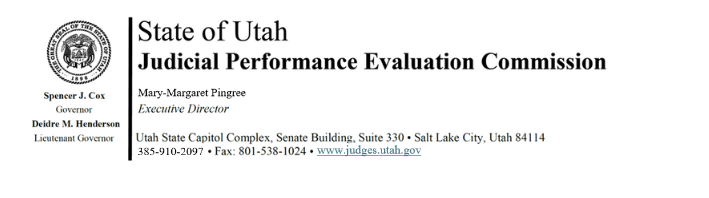 THE GREAT SEAL OF THE STATE OF UTAH
1896
Spencer J. Cox
Governor
Deidre M. Henderson
Lieutenant Governor
State of Utah
Judicial Performance Evaluation Commission
Mary-Margaret Pingree
Executive Director
Utah State Capitol Complex, Senate Building, Suite 330 • Salt Lake City, Utah 84114
385-910-2097 • Fax: 801-538-1024 • www.judges.utah.gov